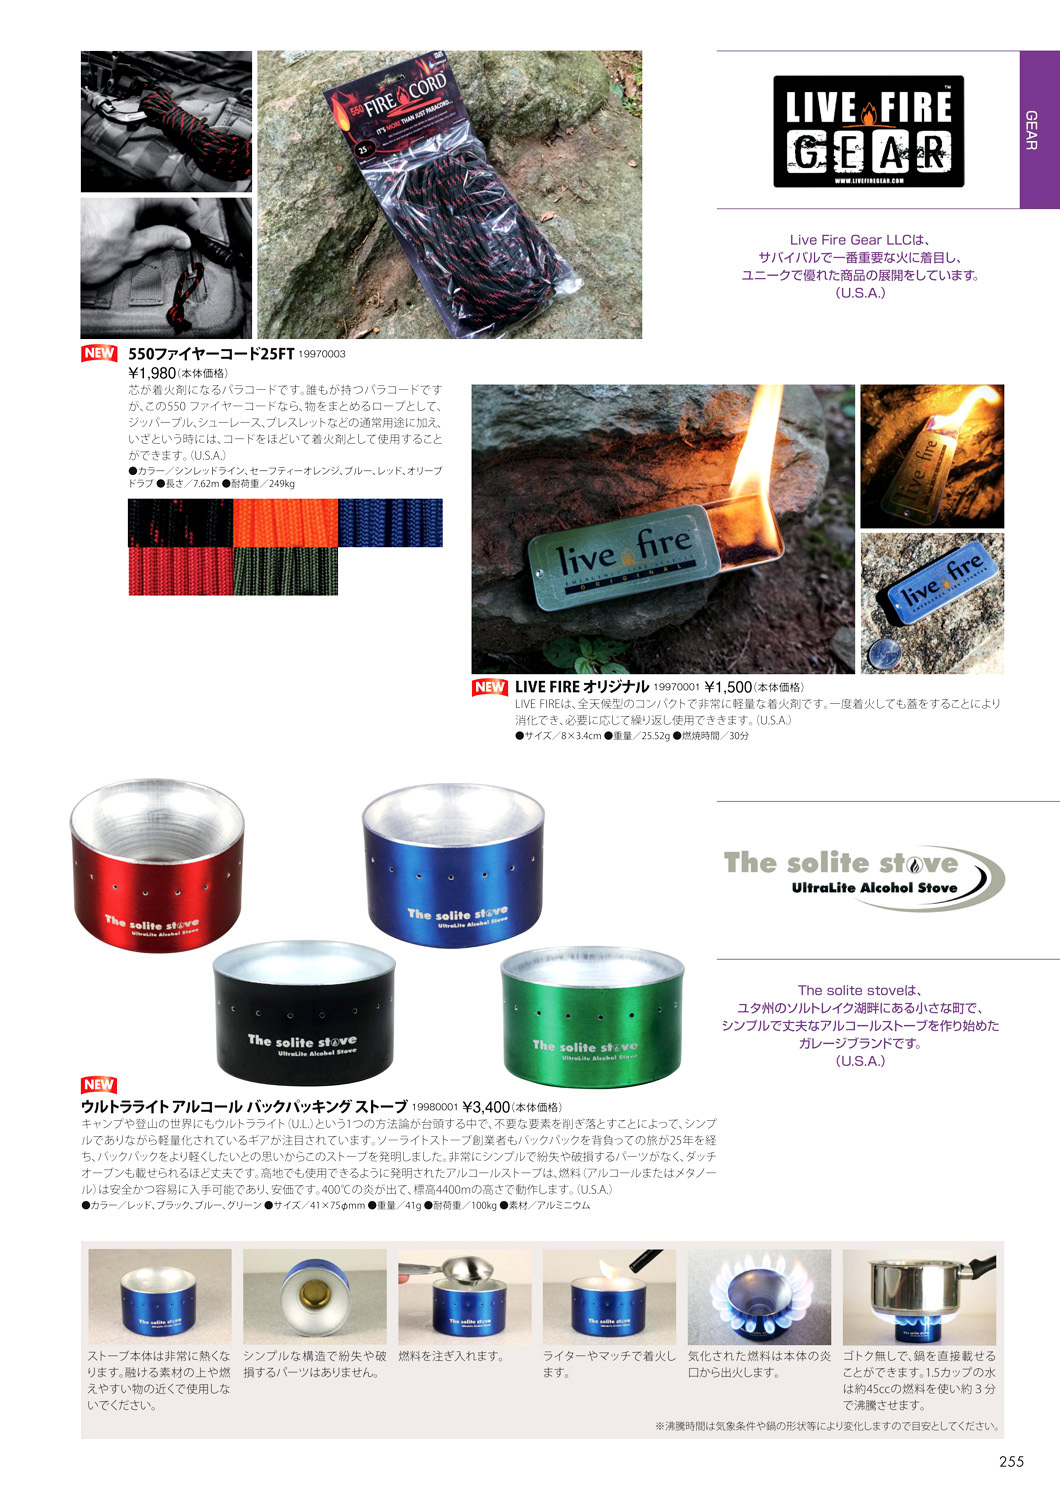 550 FIRE CORD
IT'S MORE THAN JUST PARACORD...
25
LIVE FIRE
GEAR
WWW.LIVEFIREGEAR.COM
GEAR
Live Fire Gear LLCは、
サバイバルで一番重要な火に着目し、
ユニークで優れた商品の展開をしています。
（U.S.A.）
NEW 550ファイヤーコード25FT 19970003
¥1,980（本体価格）
芯が着火剤になるパラコードです。誰もが持つパラコードです
が、この550 ファイヤーコードなら、物をまとめるロープとして、
ジッパープル、シューレース、ブレスレットなどの通常用途に加え、
いざという時には、コードをほどいて着火剤として使用すること
ができます。（U.S.A.）
●カラー／シンレッドライン、セーフティーオレンジ、ブルー、レッド、オリーブ
ドラブ ●長さ／7.62m ●耐荷重／249kg
live fire
EMERGENCY FIRE STARTER
ORIGINAL
live fire
live fire
EMERGENCY FIRE STARTER
NEW LIVE FIRE オリジナル 19970001 ¥1,500（本体価格）
LIVE FIREは、全天候型のコンパクトで非常に軽量な着火剤です。一度着火しても蓋をすることにより
消化でき、必要に応じて繰り返し使用でききます。（U.S.A.）
●サイズ／8×3.4cm ●重量／25.52g ●燃焼時間／30分
The solite stove
UltraLite Alcohol Stove
The solite stove
UltraLite Alcohol Stove
The solite stove
UltraLite Alcohol Stove
The solite stove
UltraLite Alcohol Stove
The solite stove
UltraLite Alcohol Stove
The solite stoveは、
ユタ州のソルトレイク湖畔にある小さな町で、
シンプルで丈夫なアルコールストーブを作り始めた
ガレージブランドです。
（U.S.A.）
NEW
ウルトラライト アルコール バックパッキング ストーブ 19980001 ¥3,400（本体価格）
キャンプや登山の世界にもウルトラライト（U.L.）という1つの方法論が台頭する中で、不要な要素を削ぎ落とすことによって、シンプ
ルでありながら軽量化されているギアが注目されています。ソーライトストーブ創業者もバックパックを背負っての旅が25年を経
ち、バックパックをより軽くしたいとの思いからこのストーブを発明しました。非常にシンプルで紛失や破損するパーツがなく、ダッチ
オーブンも載せられるほど丈夫です。高地でも使用できるように発明されたアルコールストーブは、燃料（アルコールまたはメタノー
ル）は安全かつ容易に入手可能であり、安価です。400℃の炎が出て、標高4400mの高さで動作します。（U.S.A.）
●カラー／レッド、ブラック、ブルー、グリーン ●サイズ／41×75φmm ●重量／41g ●耐荷重／100kg ●素材／アルミニウム
The solite stove
The solite stove
The solite stove
ストーブ本体は非常に熱くな
ります。融ける素材の上や燃
えやすい物の近くで使用しな
いでください。
シンプルな構造で紛失や破
損するパーツはありません。
燃料を注ぎ入れます。
ライターやマッチで着火し
ます。
気化された燃料は本体の炎
口から出火します。
ゴトク無しで、鍋を直接載せる
ことができます。1.5カップの水
は約45ccの燃料を使い約３分
で沸騰させます。
※沸騰時間は気象条件や鍋の形状等により変化しますので目安としてください。
255